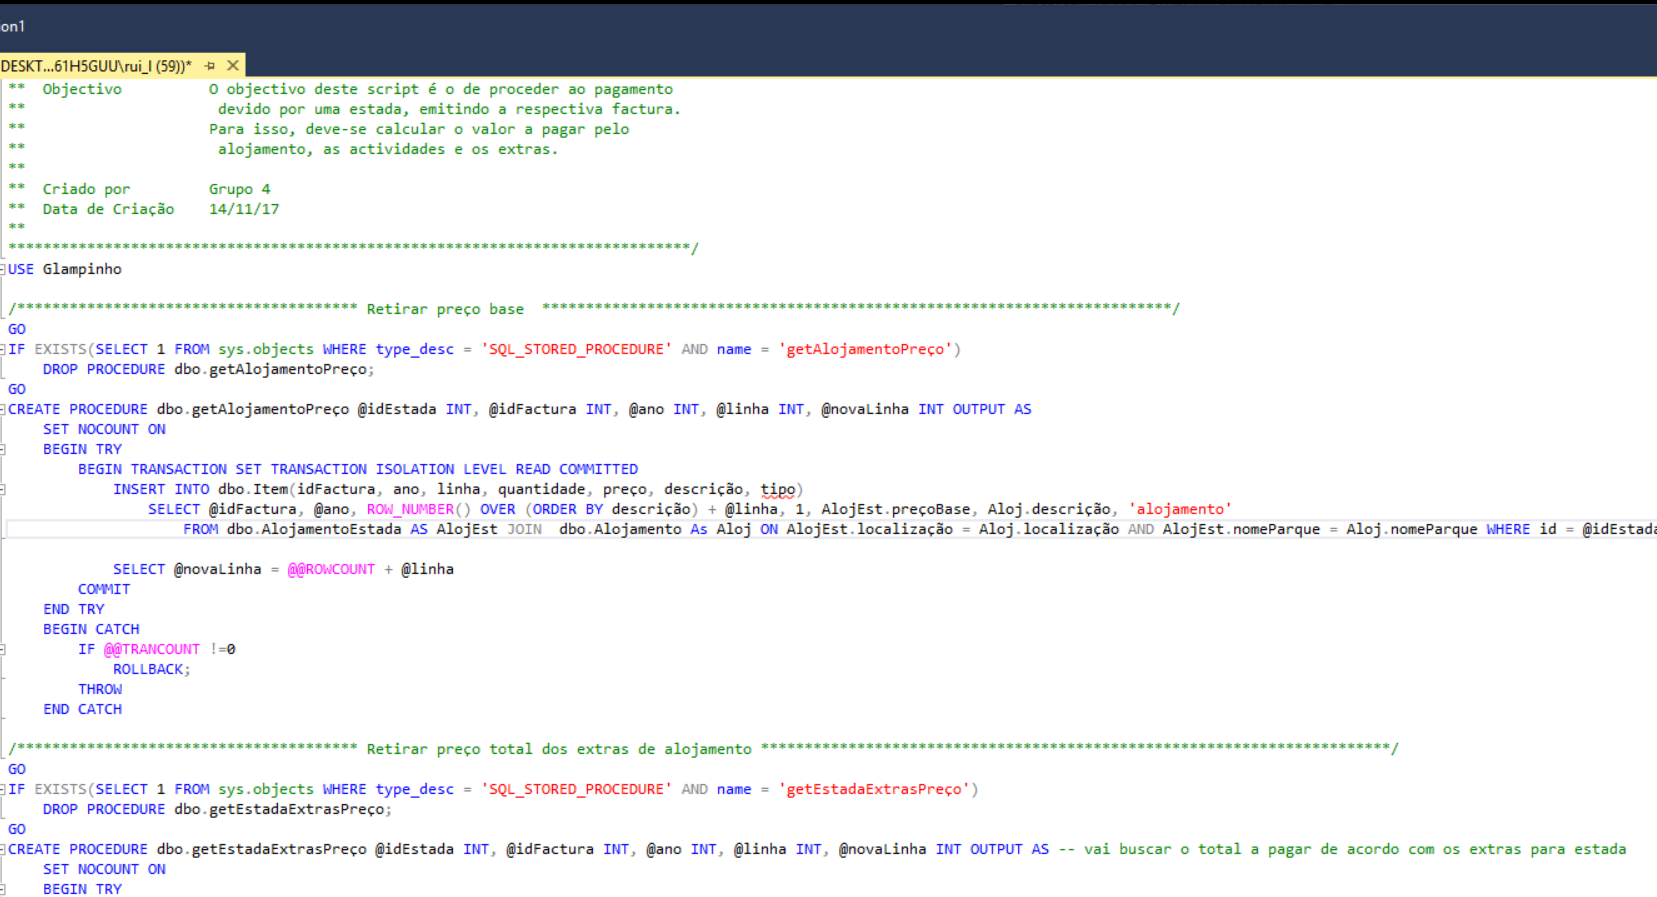 ion1
DESKT...61H5GUU\rui_l (59))*
** Objectivo O objectivo deste script é o de proceder ao pagamento
** devido por uma estada, emitindo a respectiva factura.
** Para isso, deve-se calcular o valor a pagar pelo
** alojamento, as actividades e os extras.
**
** Criado por Grupo 4
** Data de Criação 14/11/17
**
******************************************************************************/
USE Glampinho
/*************************************** Retirar preço base ************************************************************************/
GO
IF EXISTS(SELECT 1 FROM sys.objects WHERE type_desc = 'SQL_STORED_PROCEDURE' AND name = 'getAlojamentoPreço')
DROP PROCEDURE dbo.getAlojamentoPreço;
GO
CREATE PROCEDURE dbo.getAlojamentoPreço @idEstada INT, @idFactura INT, @ano INT, @linha INT, @novaLinha INT OUTPUT AS
SET NOCOUNT ON
BEGIN TRY
BEGIN TRANSACTION SET TRANSACTION ISOLATION LEVEL READ COMMITTED
INSERT INTO dbo.Item(idFactura, ano, linha, quantidade, preço, descrição, tipo)
SELECT @idFactura, @ano, ROW_NUMBER() OVER (ORDER BY descrição) + @linha, 1, AlojEst.preçoBase, Aloj.descrição, 'alojamento'
FROM dbo.AlojamentoEstada AS AlojEst JOIN dbo.Alojamento As Aloj ON AlojEst.localização = Aloj.localização AND AlojEst.nomeParque = Aloj.nomeParque WHERE id = @idEstada
SELECT @novaLinha = @@ROWCOUNT + @linha
COMMIT
END TRY
BEGIN CATCH
IF @@TRANCOUNT !=0
ROLLBACK;
THROW
END CATCH
/*************************************** Retirar preço total dos extras de alojamento ************************************************************************/
GO
IF EXISTS(SELECT 1 FROM sys.objects WHERE type_desc = 'SQL_STORED_PROCEDURE' AND name = 'getEstadaExtrasPreço')
DROP PROCEDURE dbo.getEstadaExtrasPreço;
GO
CREATE PROCEDURE dbo.getEstadaExtrasPreço @idEstada INT, @idFactura INT, @ano INT, @linha INT, @novaLinha INT OUTPUT AS -- vai buscar o total a pagar de acordo com os extras para estada
SET NOCOUNT ON
BEGIN TRY